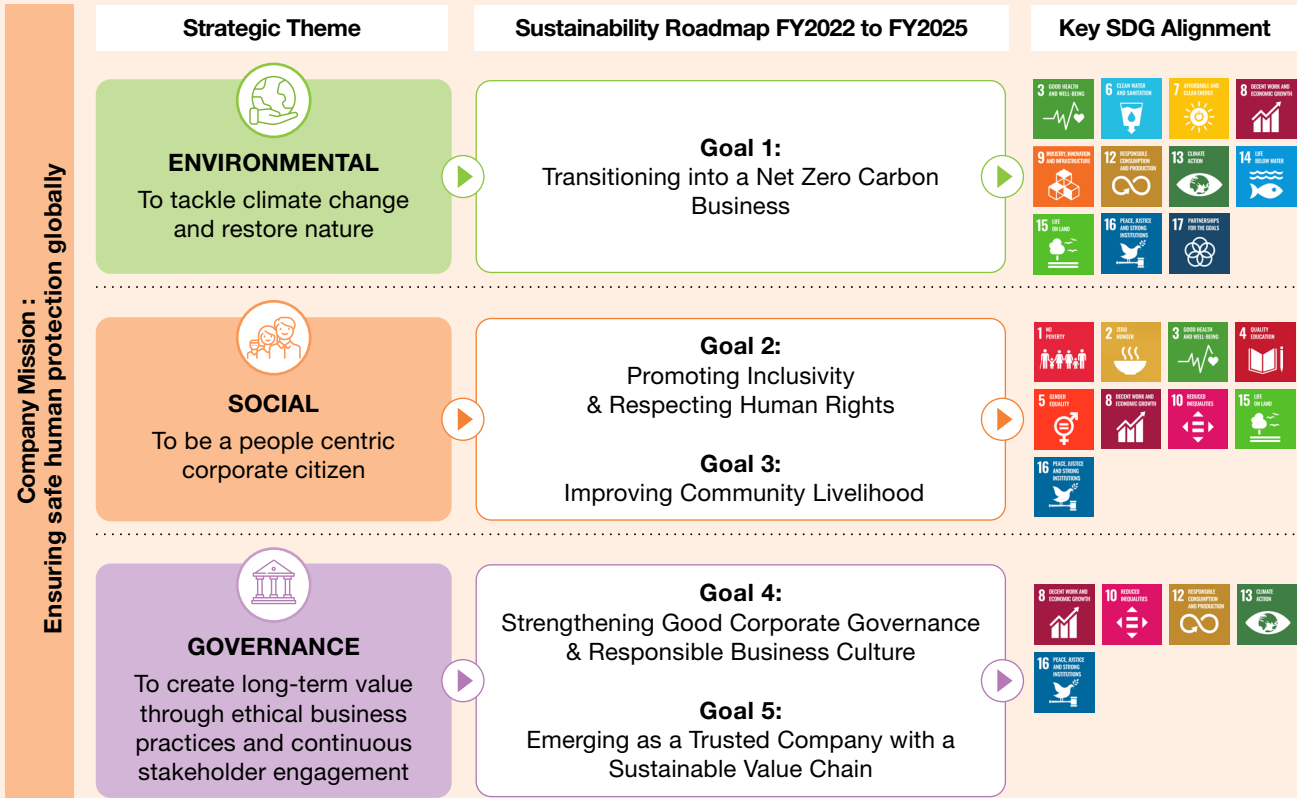 Strategic Theme
Sustainability Roadmap FY2022 to FY2025
Key SDG Alignment
Company Mission :
Ensuring safe human protection globally
ENVIRONMENTAL
To tackle climate change
and restore nature
Goal 1:
Transitioning into a Net Zero Carbon
Business
3 GOOD HEALTH
AND WELL-BEING
6 CLEAN WATER
AND SANITATION
7 AFFORDABLE AND
CLEAN ENERGY
8 DECENT WORK AND
ECONOMIC GROWTH
9 INDUSTRY, INNOVATION
AND INFRASTRUCTURE
12 RESPONSIBLE
CONSUMPTION
AND PRODUCTION
13 CLIMATE
ACTION
14 LIFE
BELOW WATER
15 LIFE
ON LAND
16 PEACE, JUSTICE
AND STRONG
INSTITUTIONS
17 PARTNERSHIPS
FOR THE GOALS
SOCIAL
To be a people centric
corporate citizen
Goal 2:
Promoting Inclusivity
& Respecting Human Rights
Goal 3:
Improving Community Livelihood
1 NO
POVERTY
2 ZERO
HUNGER
3 GOOD HEALTH
AND WELL-BEING
4 QUALITY
EDUCATION
5 GENDER
EQUALITY
8 DECENT WORK AND
ECONOMIC GROWTH
10 REDUCED
INEQUALITIES
15 LIFE
ON LAND
16 PEACE, JUSTICE
AND STRONG
INSTITUTIONS
GOVERNANCE
To create long-term value
through ethical business
practices and continuous
stakeholder engagement
Goal 4:
Strengthening Good Corporate Governance
& Responsible Business Culture
Goal 5:
Emerging as a Trusted Company with a
Sustainable Value Chain
8 DECENT WORK AND
ECONOMIC GROWTH
10 REDUCED
INEQUALITIES
12 RESPONSIBLE
CONSUMPTION
AND PRODUCTION
13 CLIMATE
ACTION
16 PEACE, JUSTICE
AND STRONG
INSTITUTIONS